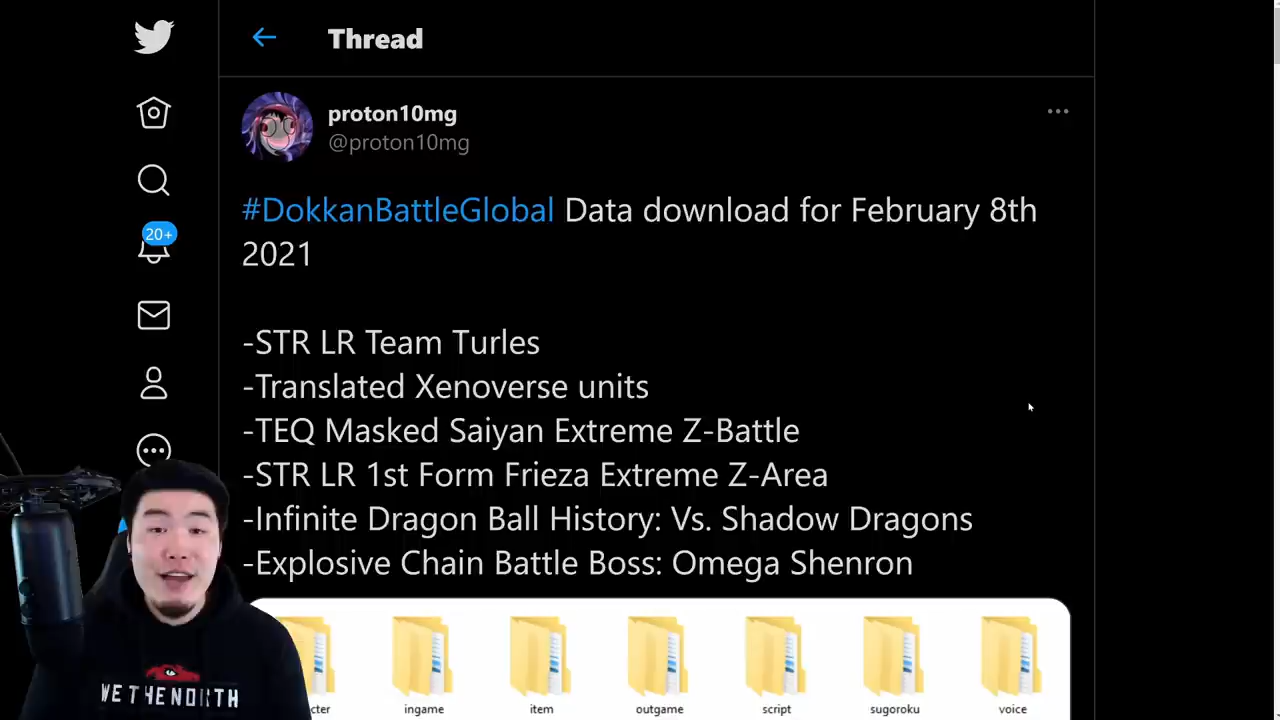 Thread
proton10mg
@proton10mg
#DokkanBattleGlobal Data download for February 8th
2021
20+
-STR LR Team Turles
-Translated Xenoverse units
-TEQ Masked Saiyan Extreme Z-Battle
-STR LR 1st Form Frieza Extreme Z-Area
-Infinite Dragon Ball History: Vs. Shadow Dragons
-Explosive Chain Battle Boss: Omega Shenron
ingame
item
outgame
script
sugoroku
voice
WE THE NORTH